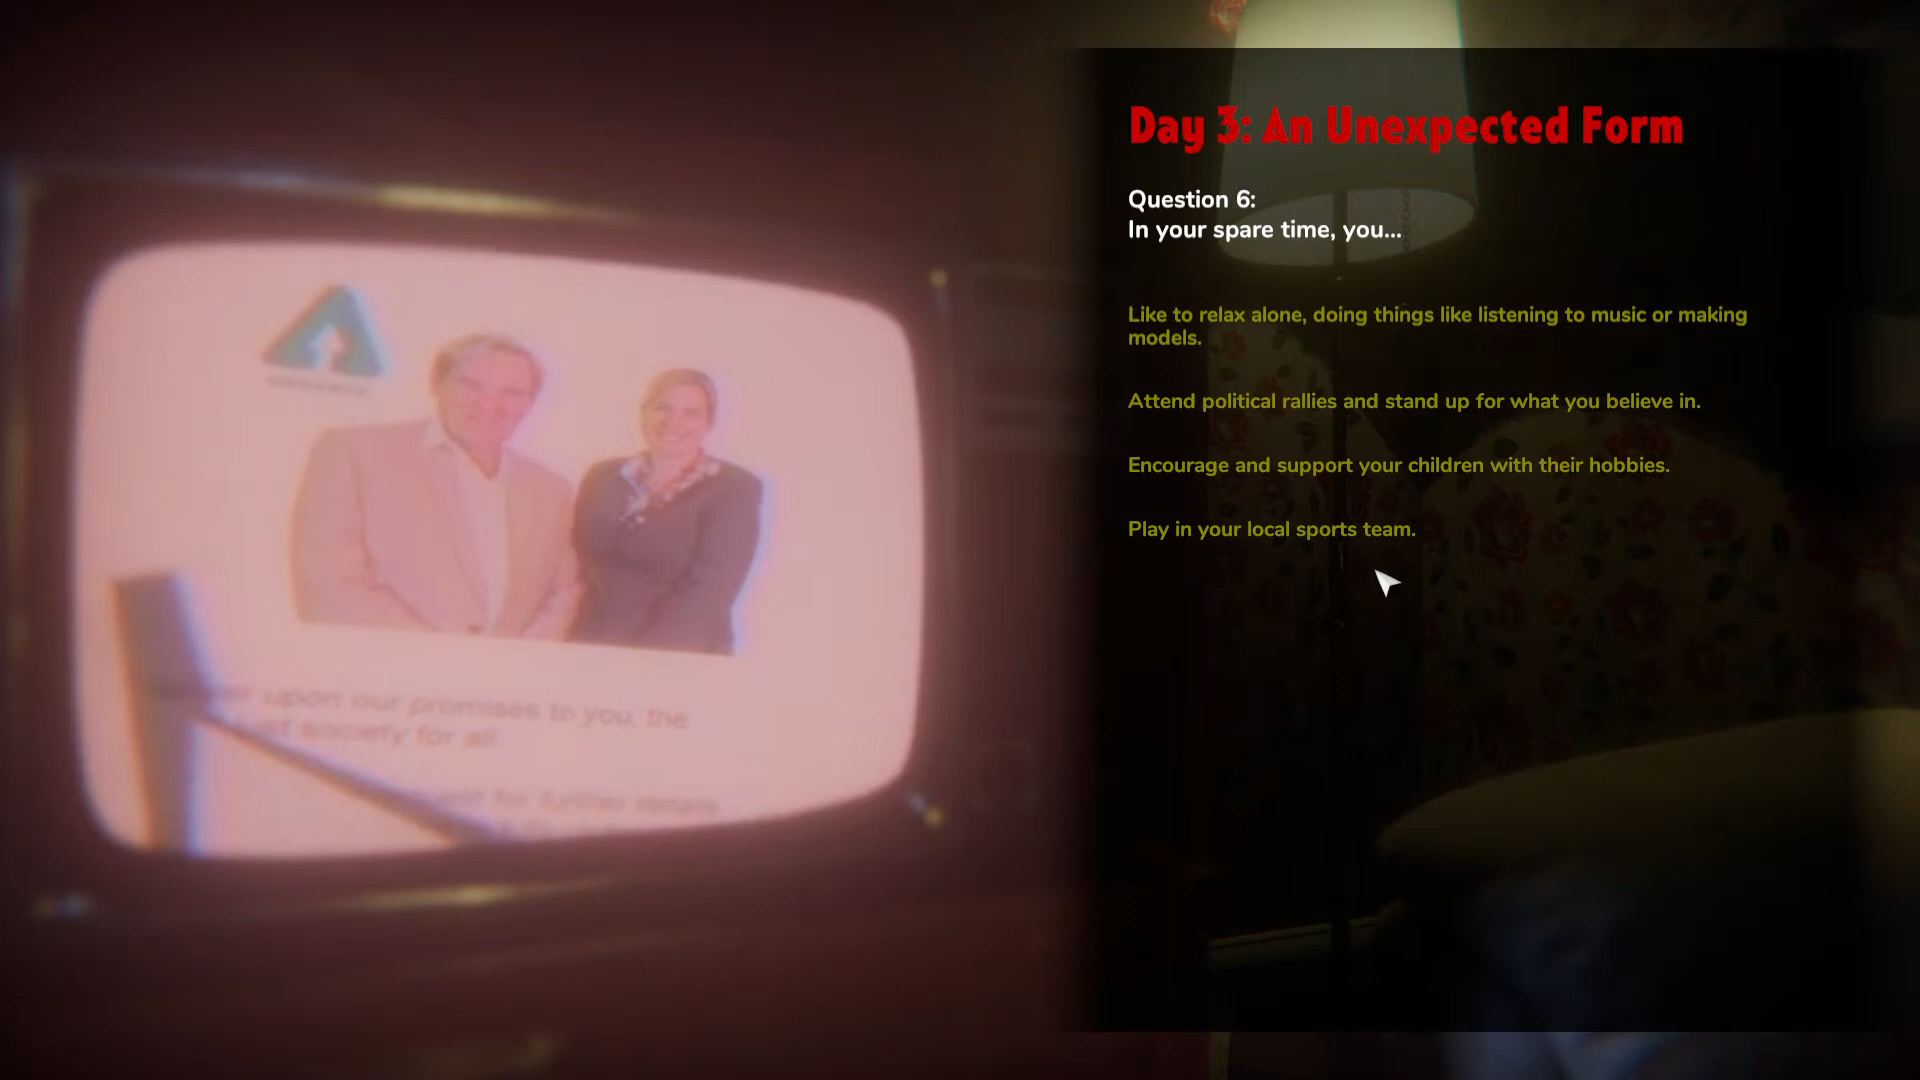 Day 3: An Unexpected Form
Question 6:
In your spare time, you...
Like to relax alone, doing things like listening to music or making
models.
Attend political rallies and stand up for what you believe in.
Encourage and support your children with their hobbies.
Play in your local sports team.
upon our promises to you, the
society for all
for further details